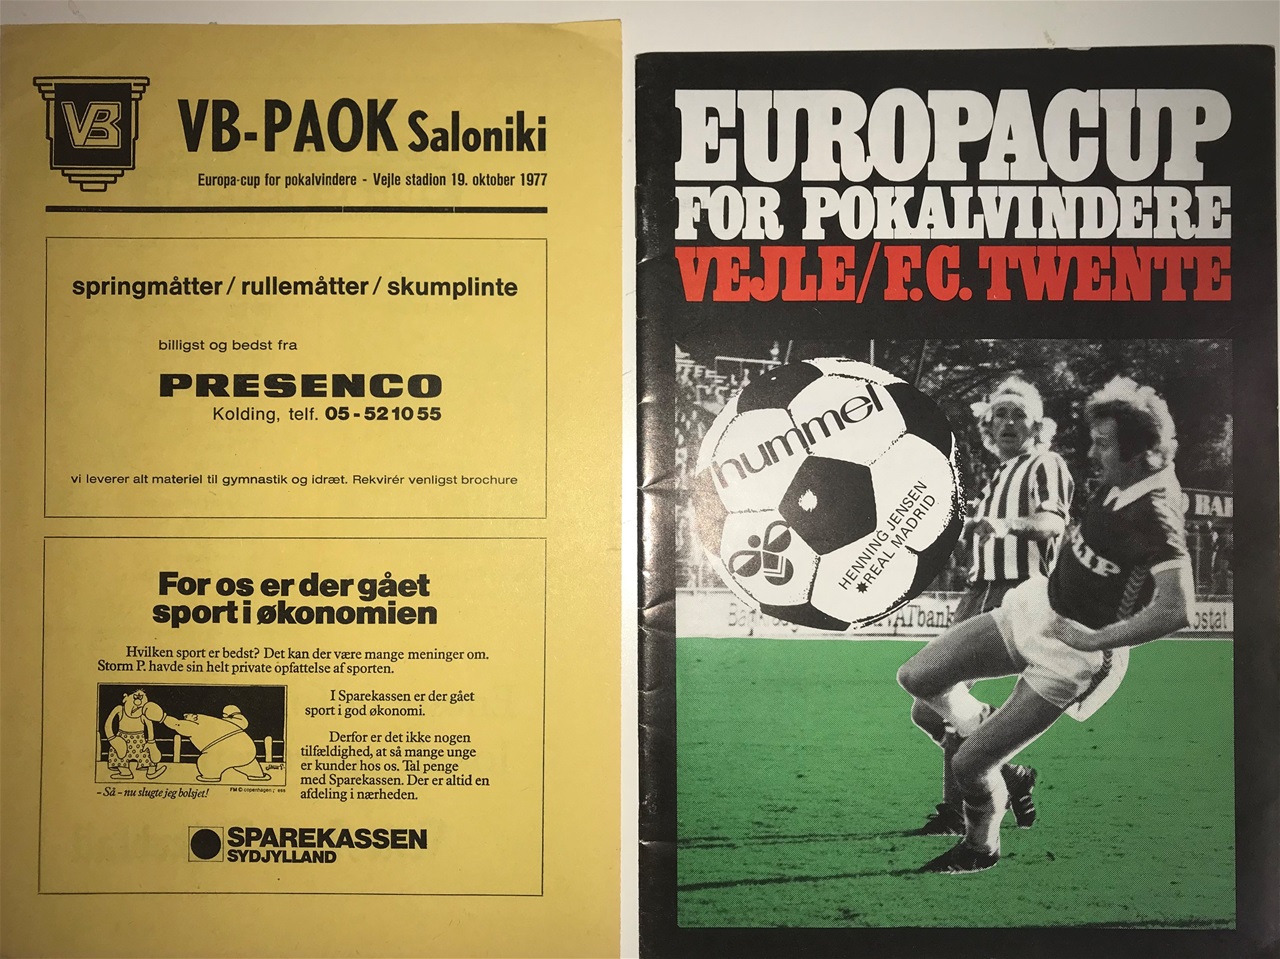 VB
VB-PAOK Saloniki
Europa-cup for pokalvindere - Vejle stadion 19. oktober 1977
springmåtter / rullemåtter / skumplinte
billigst og bedst fra
PRESENCO
Kolding, telf. 05-52 10 55
vi leverer alt materiel til gymnastik og idræt. Rekvirér venligst brochure
For os er der gået
sport i økonomien
Hvilken sport er bedst? Det kan der være mange meninger om.
Storm P. havde sin helt private opfattelse af sporten.
I Sparekassen er der gået
sport i god økonomi.
Derfor er det ikke nogen
tilfældighed, at så mange unge
er kunder hos os. Tal penge
med Sparekassen. Der er altid en
afdeling i nærheden.
- Så - nu slugte jeg bolsjet!
SPAREKASSEN
SYDJYLLAND
EUROPACUP
FOR POKALVINDERE
VEJLE/F.C. TWENTE
hummel
HENNING JENSEN
REAL MADRID